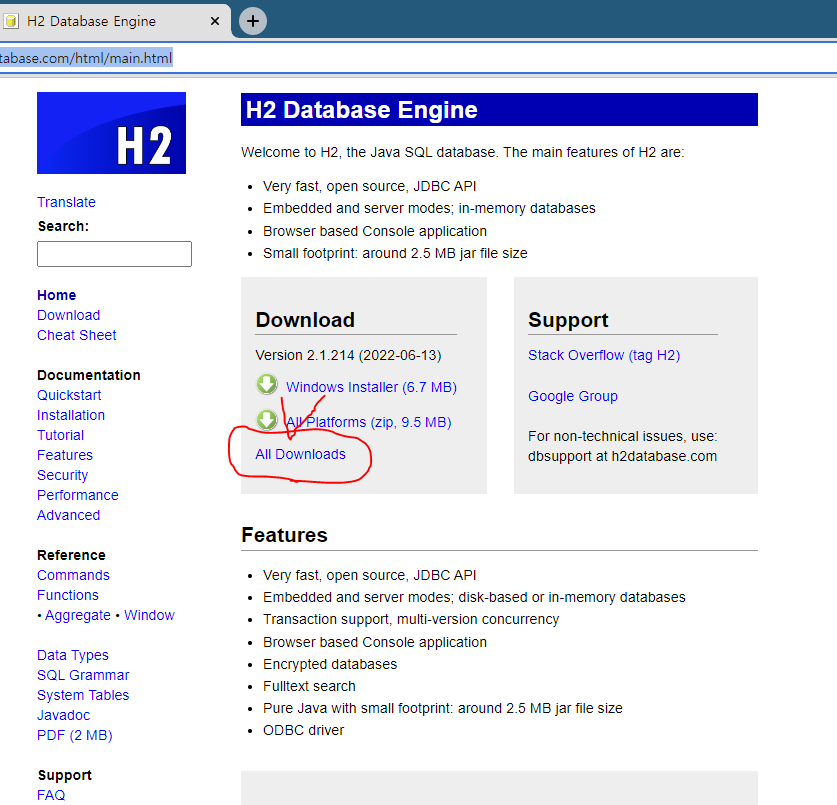 H2 Database Engine
tabase.com/html/main.html
H2
Translate
Search:
Home
Download
Cheat Sheet
Documentation
Quickstart
Installation
Tutorial
Features
Security
Performance
Advanced
Reference
Commands
Functions
• Aggregate • Window
Data Types
SQL Grammar
System Tables
Javadoc
PDF (2 MB)
Support
FAQ
H2 Database Engine
Welcome to H2, the Java SQL database. The main features of H2 are:
• Very fast, open source, JDBC API
• Embedded and server modes; in-memory databases
• Browser based Console application
• Small footprint: around 2.5 MB jar file size
Download
Version 2.1.214 (2022-06-13)
Windows Installer (6.7 MB)
All Platforms (zip, 9.5 MB)
All Downloads
Support
Stack Overflow (tag H2)
Google Group
For non-technical issues, use:
dbsupport at h2database.com
Features
• Very fast, open source, JDBC API
• Embedded and server modes; disk-based or in-memory databases
• Transaction support, multi-version concurrency
• Browser based Console application
• Encrypted databases
• Fulltext search
• Pure Java with small footprint: around 2.5 MB jar file size
• ODBC driver